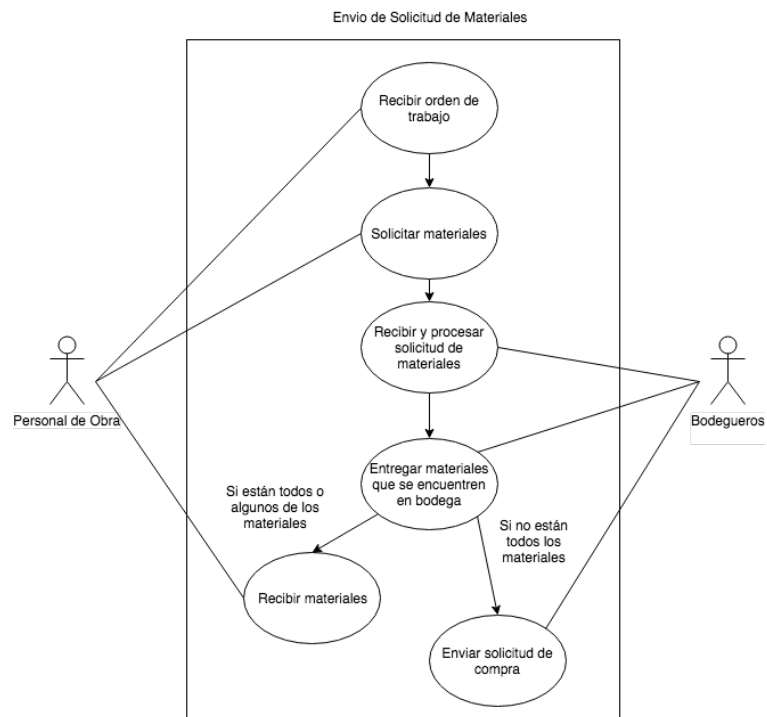 Envio de Solicitud de Materiales
Recibir orden de
trabajo
Solicitar materiales
Recibir y procesar
solicitud de
materiales
Personal de Obra
Bodegueros
Entregar materiales
que se encuentren
en bodega
Si están todos o
algunos de los
materiales
Si no están
todos los
materiales
Recibir materiales
Enviar solicitud de
compra